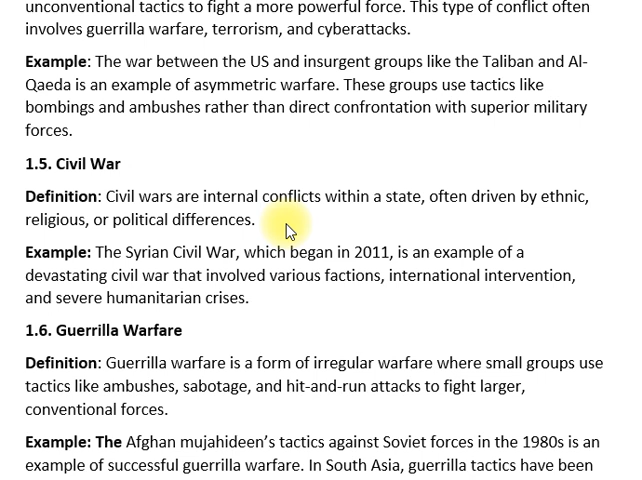 unconventional tactics to fight a more powerful force. This type of conflict often
involves guerrilla warfare, terrorism, and cyberattacks.
Example: The war between the US and insurgent groups like the Taliban and Al-
Qaeda is an example of asymmetric warfare. These groups use tactics like
bombings and ambushes rather than direct confrontation with superior military
forces.
1.5. Civil War
Definition: Civil wars are internal conflicts within a state, often driven by ethnic,
religious, or political differences.
Example: The Syrian Civil War, which began in 2011, is an example of a
devastating civil war that involved various factions, international intervention,
and severe humanitarian crises.
1.6. Guerrilla Warfare
Definition: Guerrilla warfare is a form of irregular warfare where small groups use
tactics like ambushes, sabotage, and hit-and-run attacks to fight larger,
conventional forces.
Example: The Afghan mujahideen’s tactics against Soviet forces in the 1980s is an
example of successful guerrilla warfare. In South Asia, guerrilla tactics have been